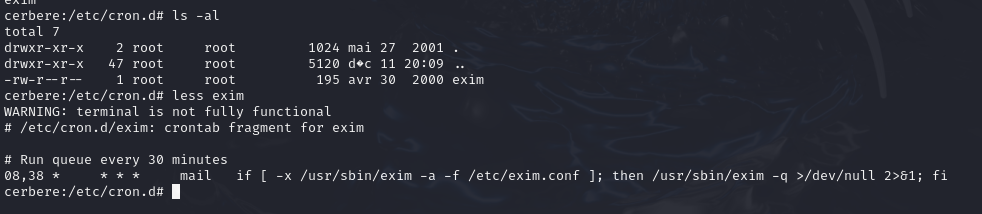 exim
cerbere:/etc/cron.d# ls -al
total 7
drwxr-xr-x    2 root     root         1024 mai 27  2001 .
drwxr-xr-x   47 root     root         5120 d�c 11 20:09 ..
-rw-r--r--    1 root     root          195 avr 30  2000 exim
cerbere:/etc/cron.d# less exim
WARNING: terminal is not fully functional
# /etc/cron.d/exim: crontab fragment for exim
# Run queue every 30 minutes
08,38 *     * * *     mail   if [ -x /usr/sbin/exim -a -f /etc/exim.conf ]; then /usr/sbin/exim -q >/dev/null 2>&1; fi
cerbere:/etc/cron.d#